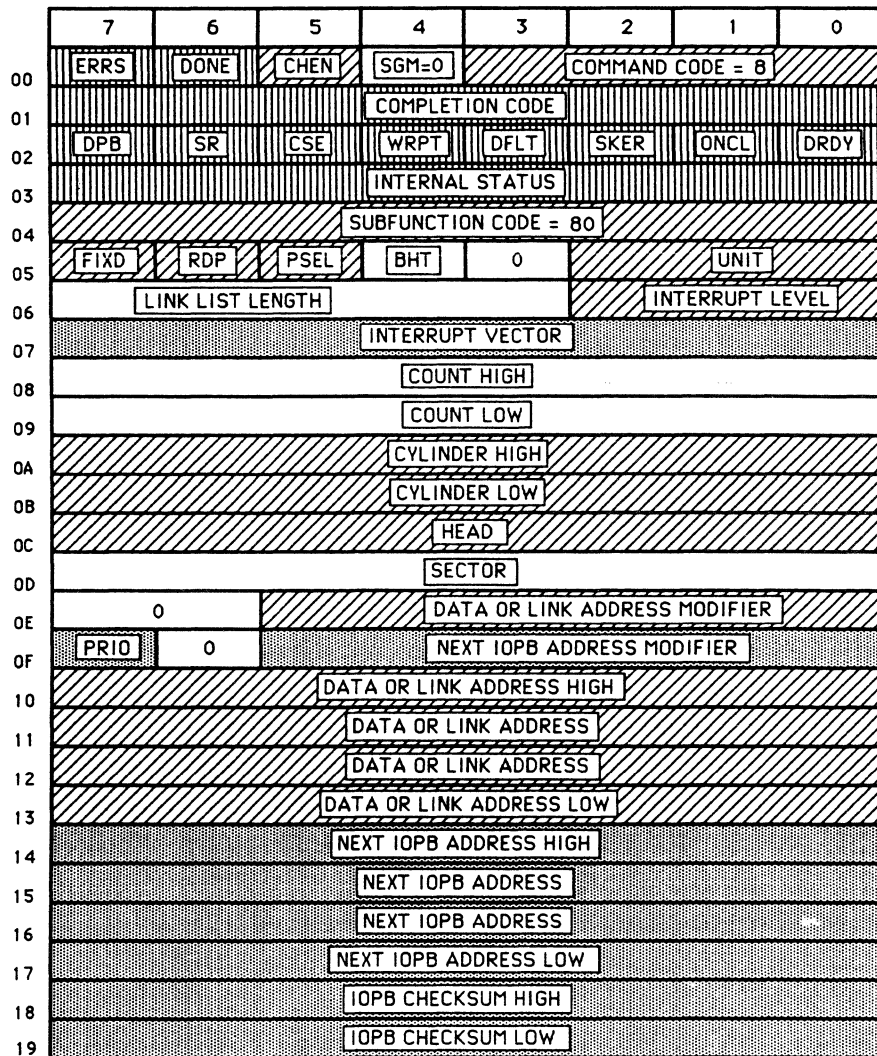 7 6 5 4 3 2 1 0
00 ERRS DONE CHEN SGM=0 COMMAND CODE = 8
01 COMPLETION CODE
02 DPB SR CSE WRPT DFLT SKER ONCL DRDY
03 INTERNAL STATUS
04 SUBFUNCTION CODE = 80
05 FIXD RDP PSEL BHT 0 UNIT
06 LINK LIST LENGTH INTERRUPT LEVEL
07 INTERRUPT VECTOR
08 COUNT HIGH
09 COUNT LOW
0A CYLINDER HIGH
0B CYLINDER LOW
0C HEAD
0D SECTOR
0E 0 DATA OR LINK ADDRESS MODIFIER
0F PRIO 0 NEXT IOPB ADDRESS MODIFIER
10 DATA OR LINK ADDRESS HIGH
11 DATA OR LINK ADDRESS
12 DATA OR LINK ADDRESS
13 DATA OR LINK ADDRESS LOW
14 NEXT IOPB ADDRESS HIGH
15 NEXT IOPB ADDRESS
16 NEXT IOPB ADDRESS
17 NEXT IOPB ADDRESS LOW
18 IOPB CHECKSUM HIGH
19 IOPB CHECKSUM LOW